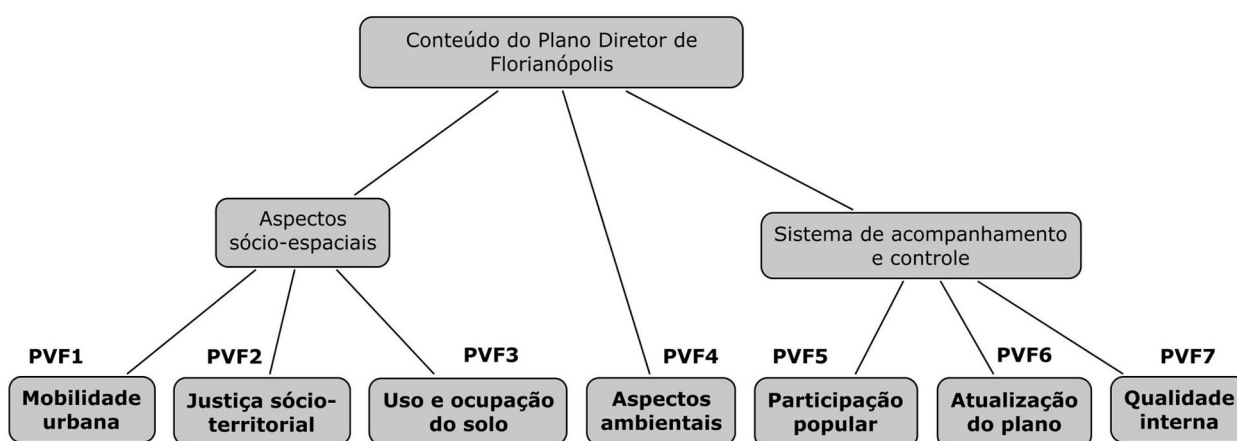 Conteúdo do Plano Diretor de
Florianópolis
Aspectos
sócio-espaciais
Sistema de acompanhamento
e controle
PVF1
Mobilidade
urbana
PVF2
Justiça sócio-
territorial
PVF3
Uso e ocupação
do solo
PVF4
Aspectos
ambientais
PVF5
Participação
popular
PVF6
Atualização
do plano
PVF7
Qualidade
interna